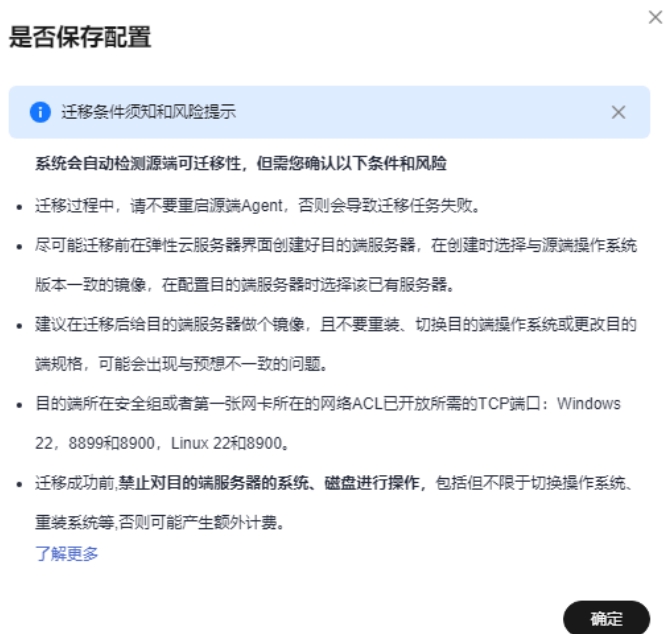 是否保存配置
迁移条件须知和风险提示
系统会自动检测源端可迁移性，但需您确认以下条件和风险
迁移过程中，请不要重启源端Agent，否则会导致迁移任务失败。
尽可能迁移前在弹性云服务器界面创建好目的端服务器，在创建时选择与源端操作系统
版本一致的镜像，在配置目的端服务器时选择该已有服务器。
建议在迁移后给目的端服务器做个镜像，且不要重装、切换目的端操作系统或更改目的
端规格，可能会出现与预想不一致的问题。
目的端所在安全组或者第一张网卡所在的网络ACL已开放所需的TCP端口：Windows
22，8899和8900，Linux 22和8900。
迁移成功前,禁止对目的端服务器的系统、磁盘进行操作，包括但不限于切换操作系统、
重装系统等,否则可能产生额外计费。
了解更多
确定